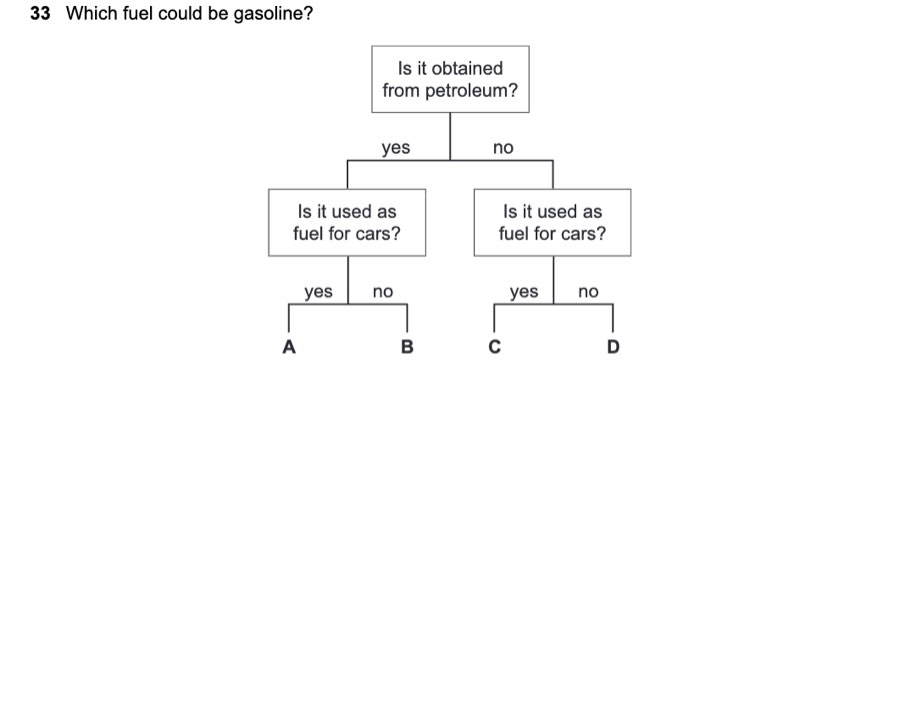 33 Which fuel could be gasoline?
Is it obtained
from petroleum?
yes no
Is it used as
fuel for cars?
Is it used as
fuel for cars?
yes no yes no
A B C D